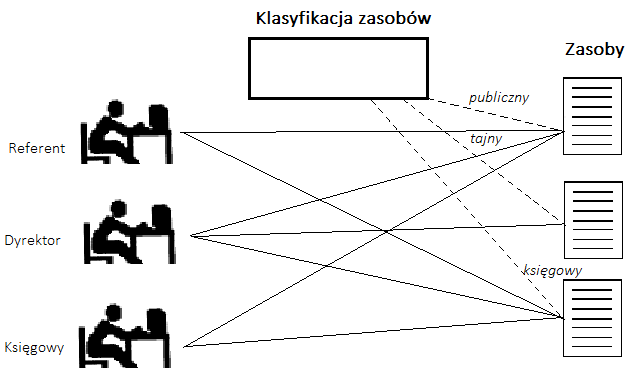 Klasyfikacja zasobów
Zasoby
publiczny
tajny
Referent
Dyrektor
księgowy
Księgowy